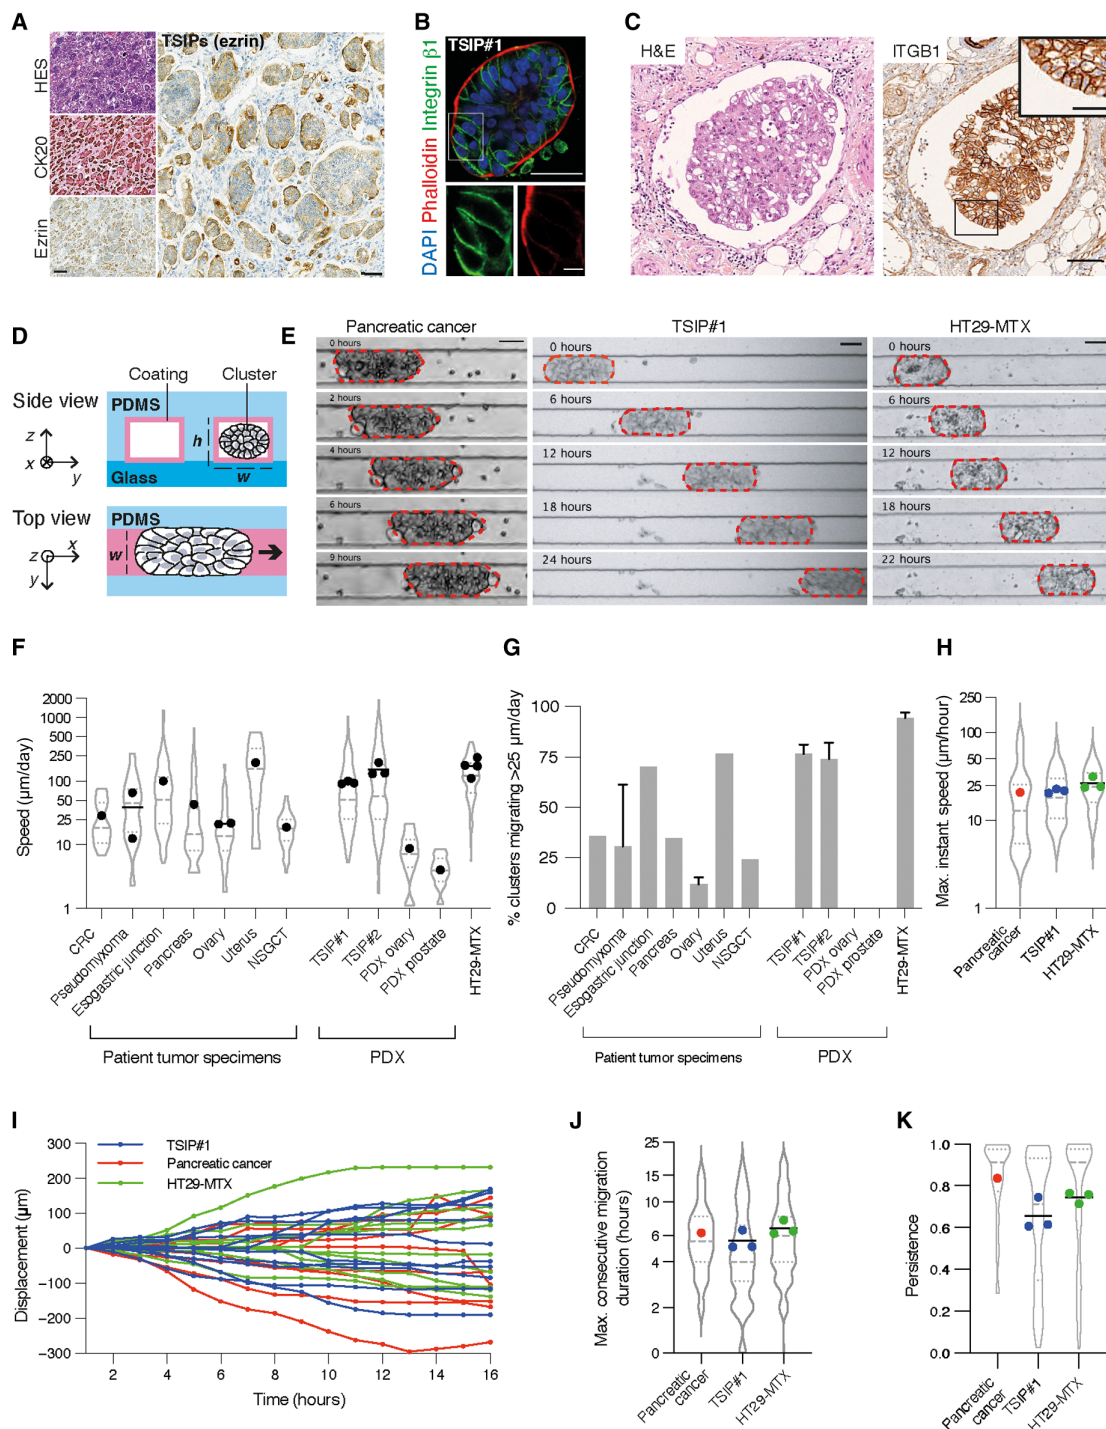 A
HES
CK20
Ezrin
TSIPs (ezrin)
B
TSIP#1
DAPI Phalloidin Integrin β1
C
H&E
ITGB1
D
Coating
Cluster
Side view
PDMS
z
x
y
h
w
Glass
Top view
PDMS
z
x
y
w
E
Pancreatic cancer
0 hours
2 hours
4 hours
6 hours
9 hours
TSIP#1
0 hours
6 hours
12 hours
18 hours
24 hours
HT29-MTX
0 hours
6 hours
12 hours
18 hours
22 hours
F
Speed (μm/day)
2000
1000
500
250
100
50
25
10
1
CRC
Pseudomyxoma
Esogastric junction
Pancreas
Ovary
Uterus
NSGCT
TSIP#1
TSIP#2
PDX ovary
PDX prostate
HT29-MTX
Patient tumor specimens
PDX
G
% clusters migrating >25 μm/day
100
75
50
25
0
CRC
Pseudomyxoma
Esogastric junction
Pancreas
Ovary
Uterus
NSGCT
TSIP#1
TSIP#2
PDX ovary
PDX prostate
HT29-MTX
Patient tumor specimens
PDX
H
Max. instant. speed (μm/hour)
250
100
25
10
1
Pancreatic
cancer
TSIP#1
HT29-MTX
I
Displacement (μm)
300
200
100
0
−100
−200
−300
TSIP#1
Pancreatic cancer
HT29-MTX
2 4 6 8 10 12 14 16
Time (hours)
J
Max. consecutive migration
duration (hours)
25
15
10
6
4
2
0
Pancreatic
cancer
TSIP#1
HT29-MTX
K
Persistence
1.0
0.8
0.6
0.4
0.2
0.0
Pancreatic
cancer
TSIP#1
HT29-MTX